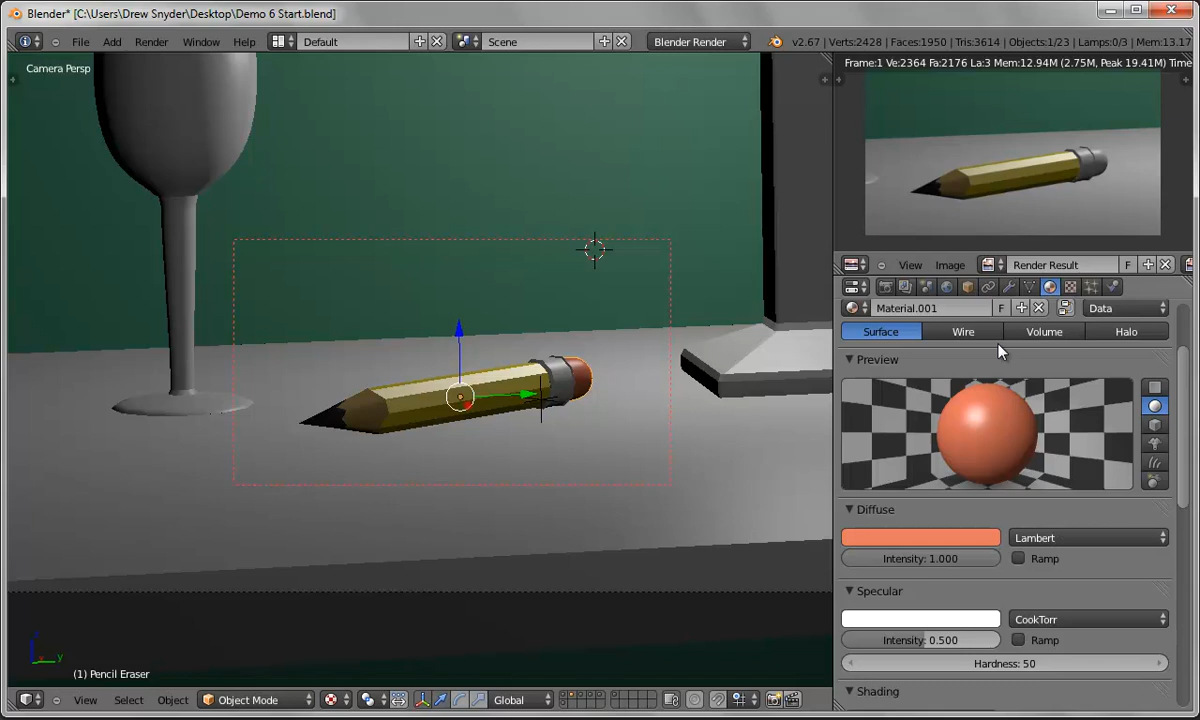 Blender* [C:\Users\Drew Snyder\Desktop\Demo 6 Start.blend]
File Add Render Window Help Default Scene Blender Render v2.67 | Verts:2428 | Faces:1950 | Tris:3614 | Objects:1/23 | Lamps:0/3 | Mem:13.17
Camera Persp
Frame:1 Ve:2364 Fa:2176 La:3 Mem:12.94M (2.75M, Peak 19.41M) Time
View Image Render Result F
Material.001 F Data
Surface Wire Volume Halo
Preview
Diffuse
Lambert
Intensity: 1.000 Ramp
Specular
CookTorr
Intensity: 0.500 Ramp
Hardness: 50
Shading
z
y
(1) Pencil Eraser
View Select Object Object Mode Global